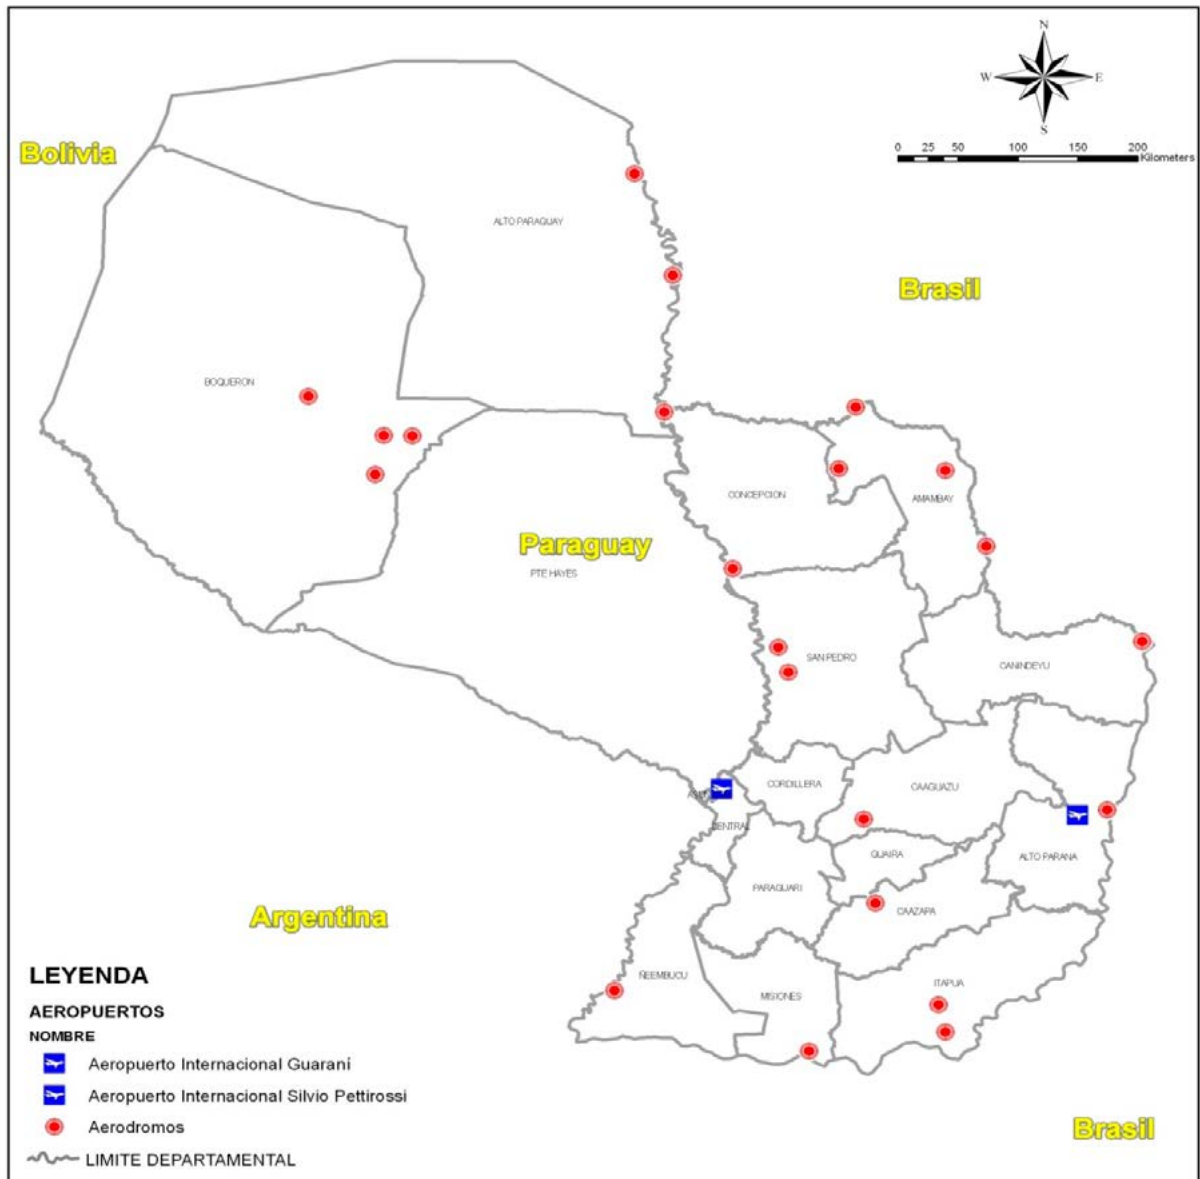 N
W E
S
0 25 50 100 150 200
Kilometers
Bolivia
ALTO PARAGUAY
Brasil
BOQUERON
CONCEPCION
AMAMBAY
Paraguay
PTE HAYES
SAN PEDRO
CANINDEYU
CORDILLERA
CAAGUAZU
CENTRAL
GUAIRA
ALTO PARANA
PARAGUARI
CAAZAPA
Argentina
ÑEEMBUCU
MISIONES
ITAPUA
Brasil
LEYENDA
AEROPUERTOS
NOMBRE
Aeropuerto Internacional Guaraní
Aeropuerto Internacional Silvio Pettirossi
Aerodromos
LIMITE DEPARTAMENTAL